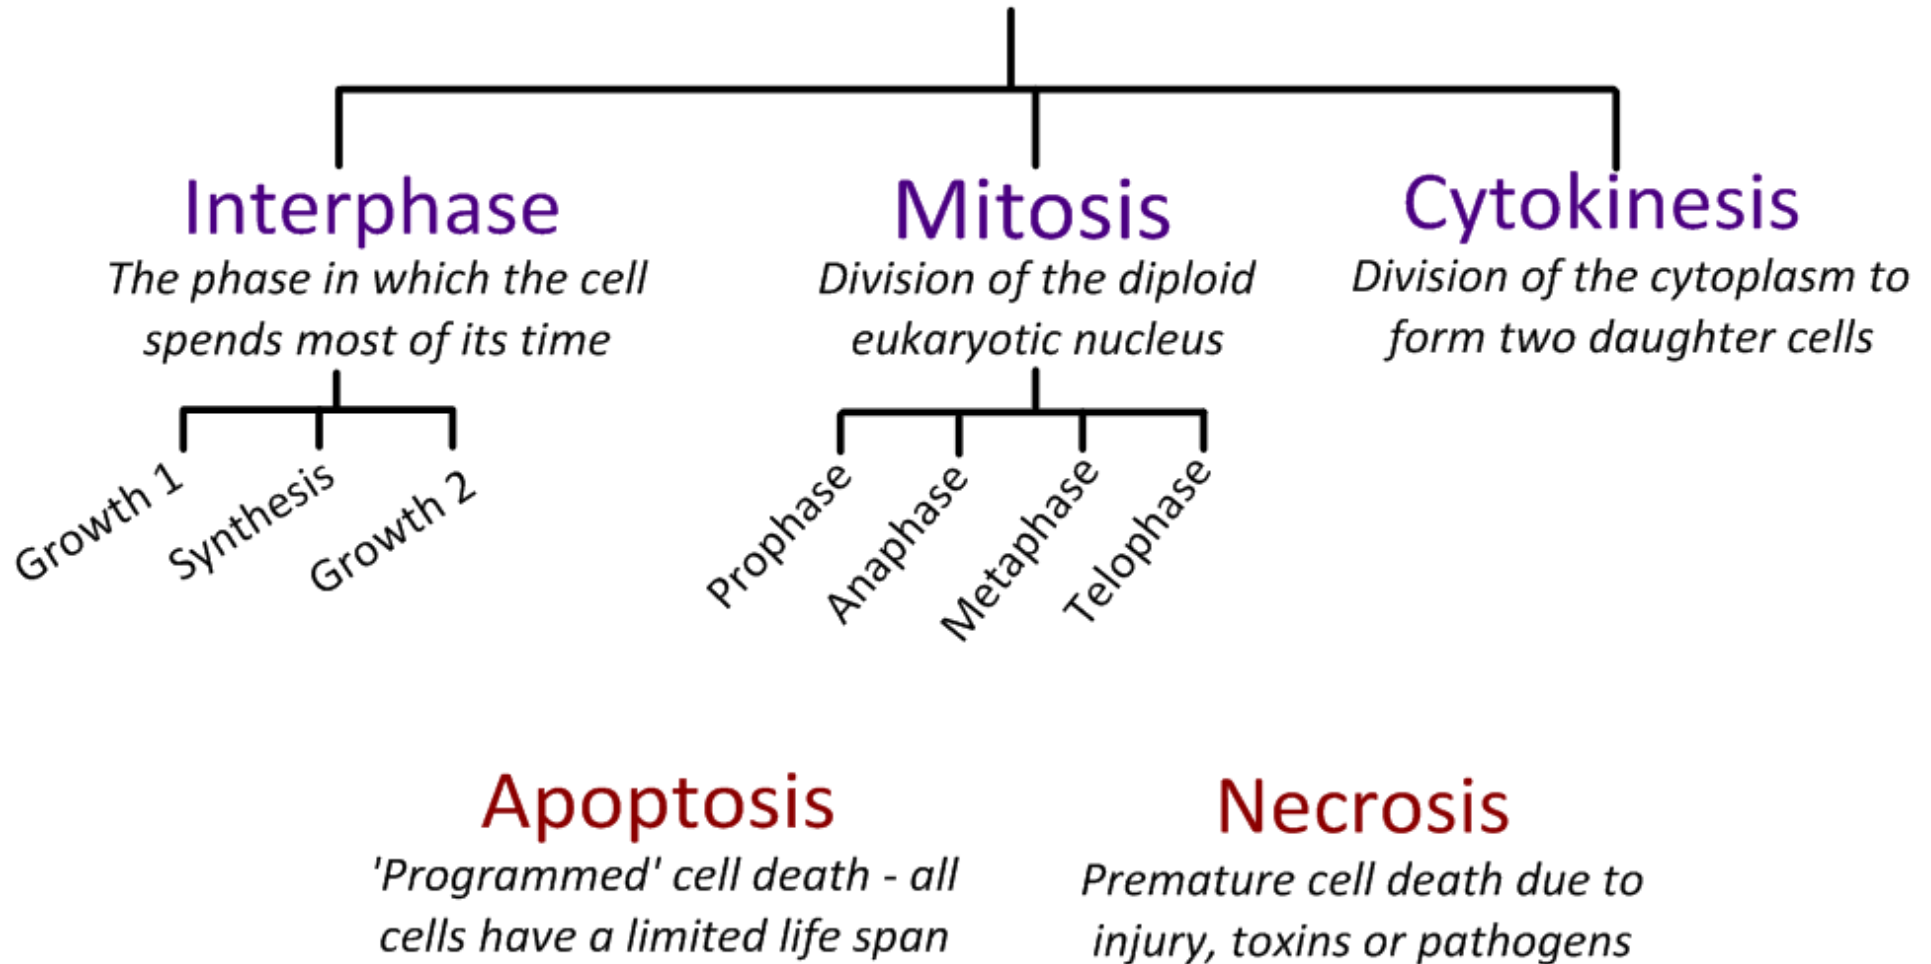 Interphase
The phase in which the cell
spends most of its time
Growth 1
Synthesis
Growth 2
Mitosis
Division of the diploid
eukaryotic nucleus
Prophase
Anaphase
Metaphase
Telophase
Cytokinesis
Division of the cytoplasm to
form two daughter cells
Apoptosis
'Programmed' cell death - all
cells have a limited life span
Necrosis
Premature cell death due to
injury, toxins or pathogens